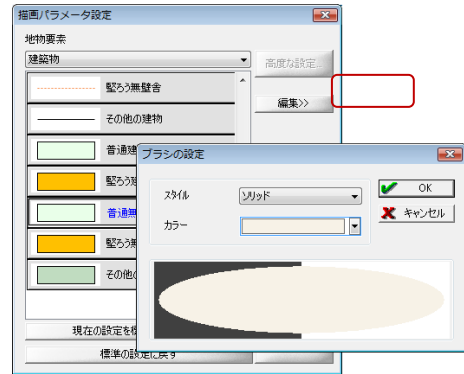 描画パラメータ設定
地物要素
建築物
高度な設定
編集>>
堅ろう無壁舎
その他の建物
普通建
堅ろう建
普通無
堅ろう無
その他
現在の設定を
標準の設定に戻す
ブラシの設定
スタイル
ソリッド
カラー
OK
キャンセル